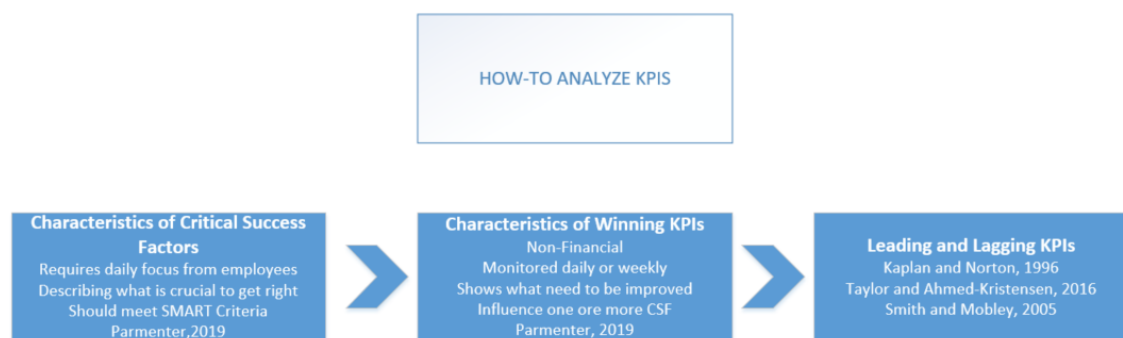 HOW-TO ANALYZE KPIS
Characteristics of Critical Success
Factors
Requires daily focus from employees
Describing what is crucial to get right
Should meet SMART Criteria
Parmenter,2019
Characteristics of Winning KPIs
Non-Financial
Monitored daily or weekly
Shows what need to be improved
Influence one ore more CSF
Parmenter, 2019
Leading and Lagging KPIs
Kaplan and Norton, 1996
Taylor and Ahmed-Kristensen, 2016
Smith and Mobley, 2005